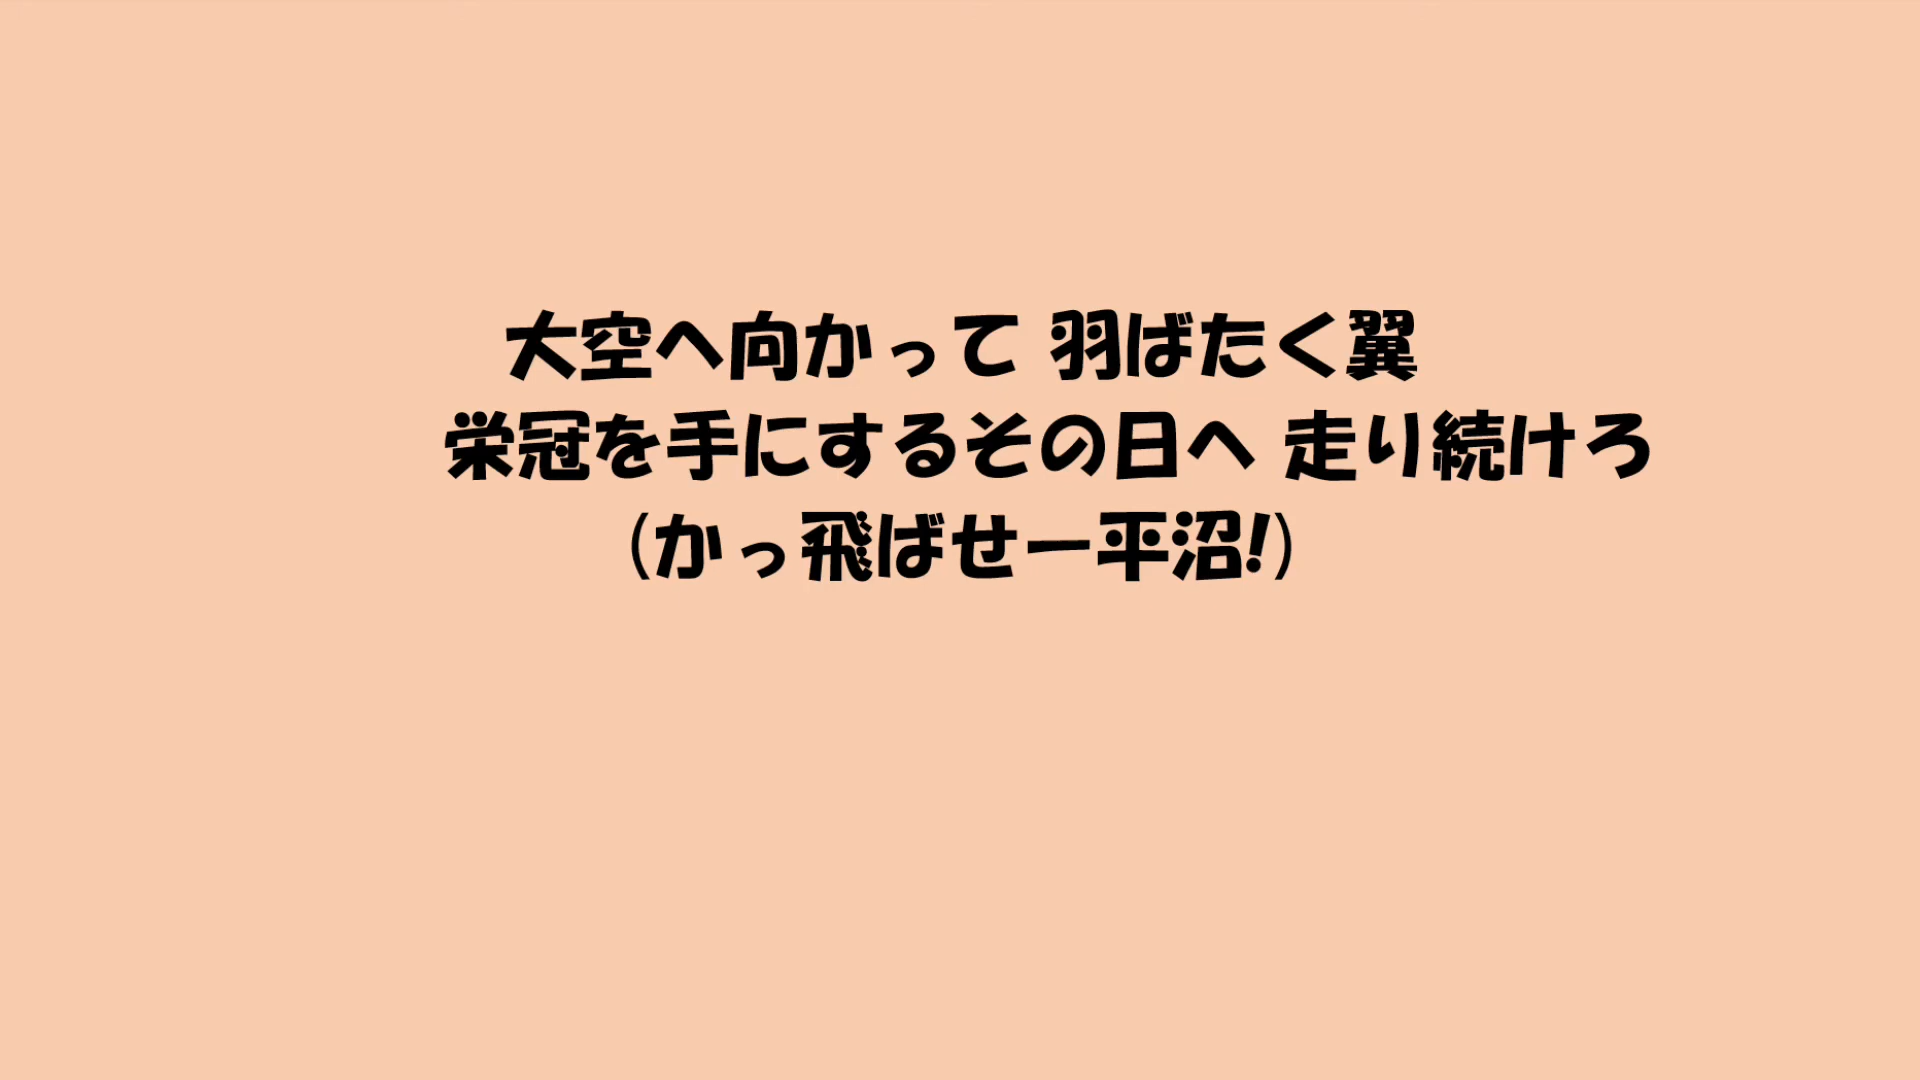 大空へ向かって 羽ばたく翼
栄冠を手にするその日へ 走り続けろ
(かっ飛ばせ一平沼!)